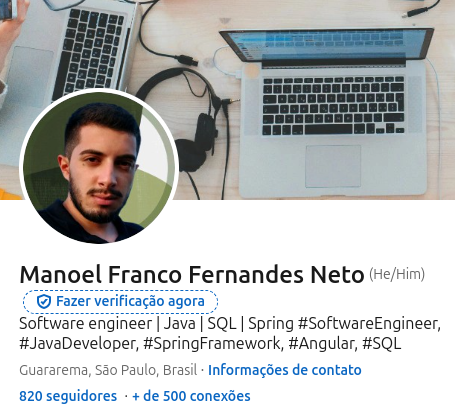 Manoel Franco Fernandes Neto (He/Him)
Fazer verificação agora
Software engineer | Java | SQL | Spring #SoftwareEngineer,
#JavaDeveloper, #SpringFramework, #Angular, #SQL
Guararema, São Paulo, Brasil · Informações de contato
820 seguidores · + de 500 conexões